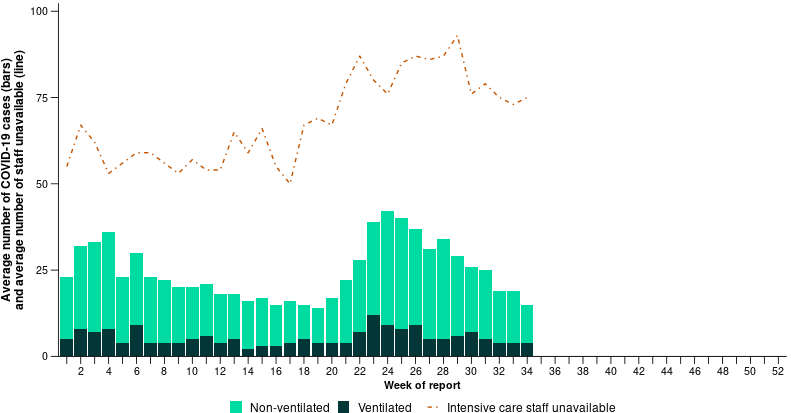 Average number of COVID-19 cases (bars)
and average number of staff unavailable (line)
100
75
50
25
0
2 4 6 8 10 12 14 16 18 20 22 24 26 28 30 32 34 36 38 40 42 44 46 48 50 52
Week of report
Non-ventilated Ventilated Intensive care staff unavailable